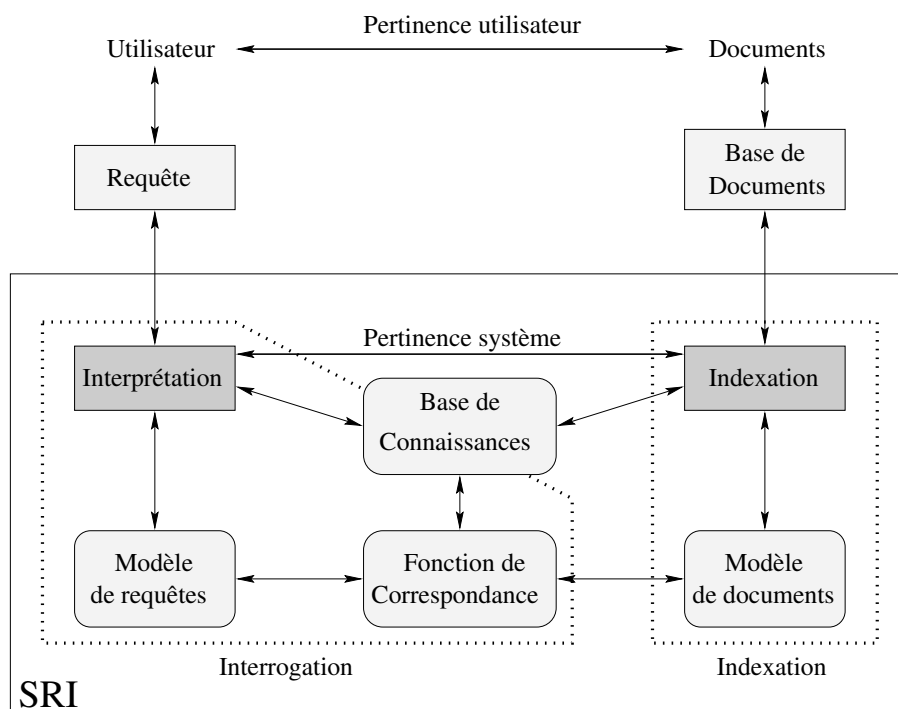 Pertinence utilisateur
Utilisateur
Documents
Requête
Base de
Documents
Pertinence système
Interprétation
Indexation
Base de
Connaissances
Modèle
de requêtes
Fonction de
Correspondance
Modèle
de documents
Interrogation
Indexation
SRI